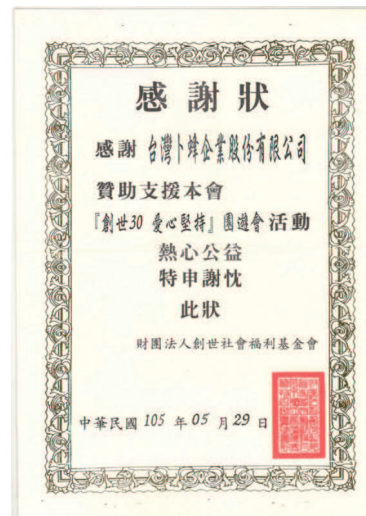 感謝狀
感謝 台灣卜蜂企業股份有限公司
贊助支援本會
『創世30 愛心堅持』園遊會活動
熱心公益
特申謝忱
此狀
財團法人創世社會福利基金會
中華民國 105 年 05 月 29 日